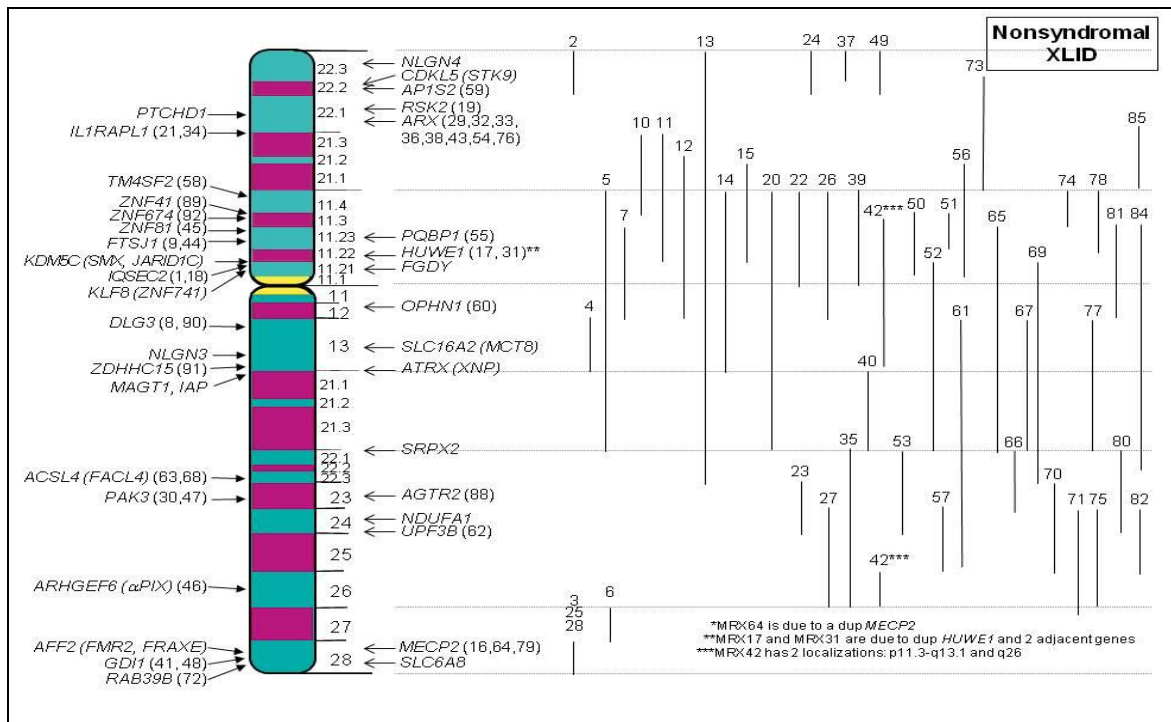 Nonsyndromal
XLID
PTCHD1
IL1RAPL1 (21,34)
TM4SF2 (58)
ZNF41 (89)
ZNF674 (92)
ZNF81 (45)
FTSJ1 (9,44)
KDM5C (SMX, JARID1C)
IQSEC2 (1,18)
KLF8 (ZNF741)
DLG3 (8, 90)
NLGN3
ZDHHC15 (91)
MAGT1, IAP
ACSL4 (FACL4) (63,68)
PAK3 (30,47)
ARHGEF6 (αPIX) (46)
AFF2 (FMR2, FRAXE)
GDI1 (41, 48)
RAB39B (72)
22.3
22.2
22.1
21.3
21.2
21.1
11.4
11.3
11.23
11.22
11.21
11.1
11
12
13
21.1
21.2
21.3
22.1
22.2
22.3
23
24
25
26
27
28
NLGN4
CDKL5 (STK9)
AP1S2 (59)
RSK2 (19)
ARX (29,32,33,
36,38,43,54,76)
PQBP1 (55)
HUWE1 (17, 31)**
FGDY
OPHN1 (60)
SLC16A2 (MCT8)
ATRX (XNP)
SRPX2
AGTR2 (88)
NDUFA1
UPF3B (62)
MECP2 (16,64,79)
SLC6A8
2 13 24 37 49
73
10 11 85
12 15 56
5 14 20 22 26 39 74 78
7 42*** 50 51 65 81 84
52 69
4 61 67 77
40
35 53 66 80
23 70
27 57 71 75 82
42***
3 6
25
28
*MRX64 is due to a dup MECP2
**MRX17 and MRX31 are due to dup HUWE1 and 2 adjacent genes
***MRX42 has 2 localizations: p11.3-q13.1 and q26